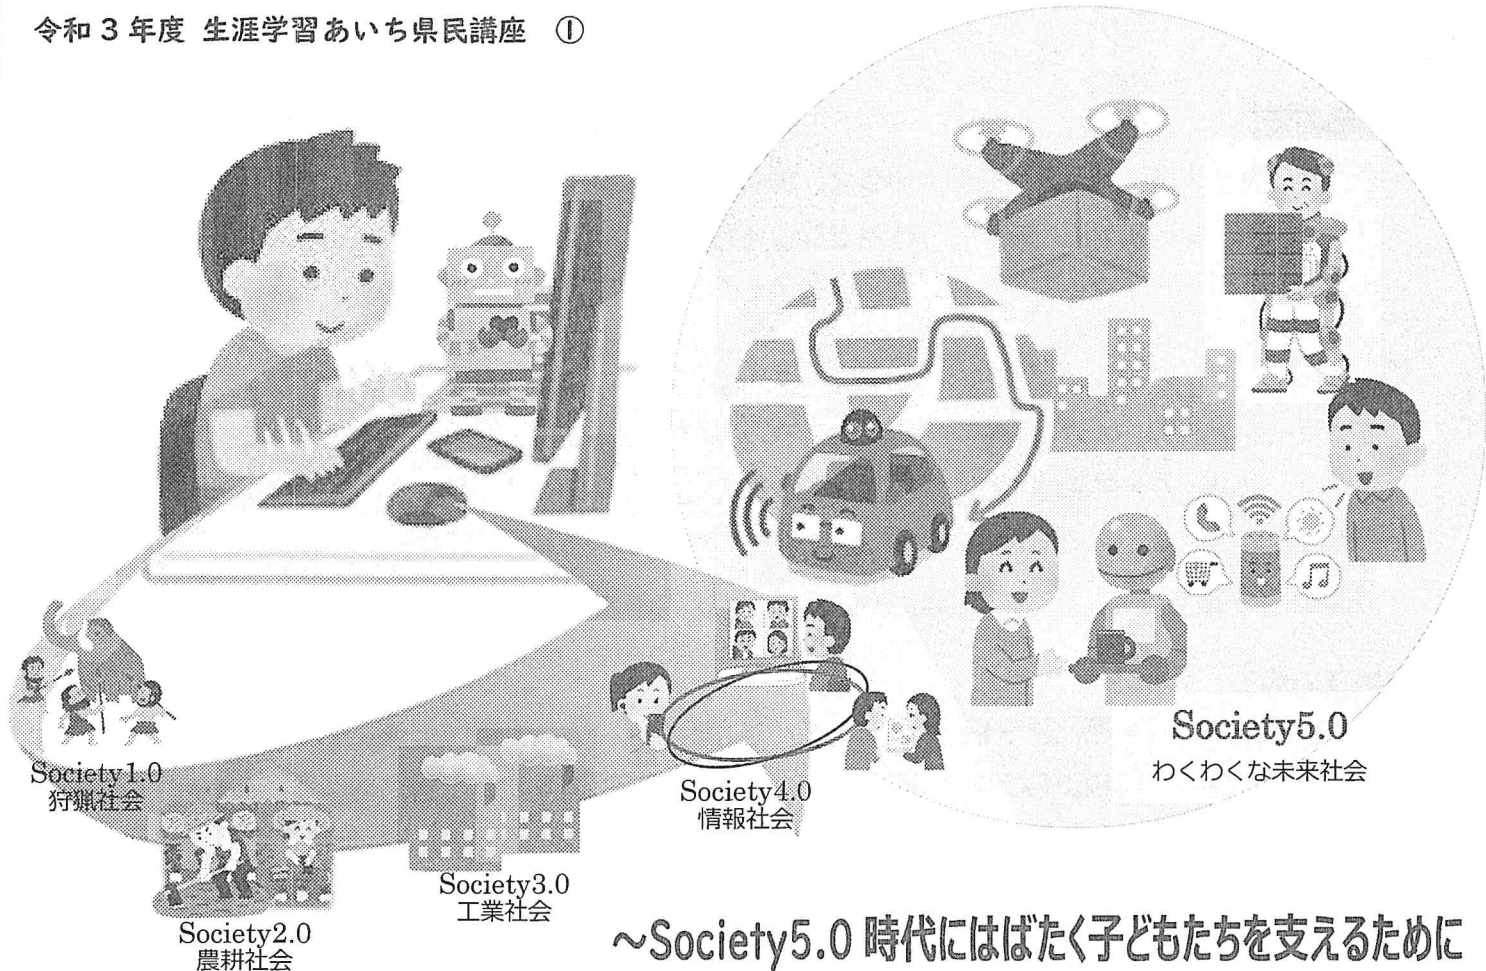 令和3年度 生涯学習あいち県民講座 ①
Society1.0
狩猟社会
Society2.0
農耕社会
Society3.0
工業社会
Society4.0
情報社会
Society5.0
わくわくな未来社会
～Society5.0 時代にはばたく子どもたちを支えるために